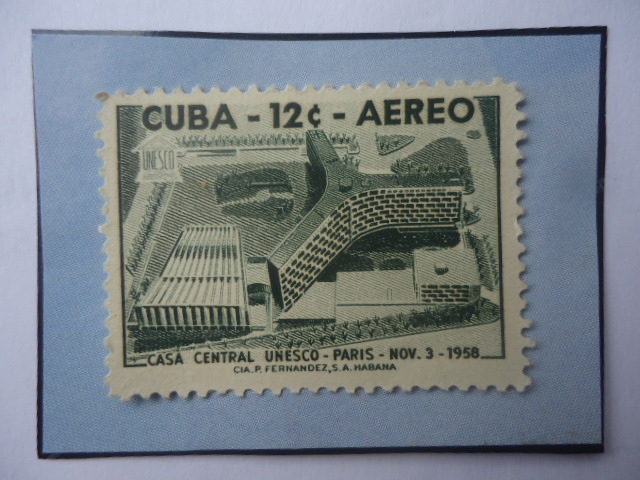 CUBA - 12¢ - AEREO
UNESCO
CASA CENTRAL UNESCO - PARIS - NOV. 3 - 1958
CIA. P. FERNANDEZ, S.A. HABANA